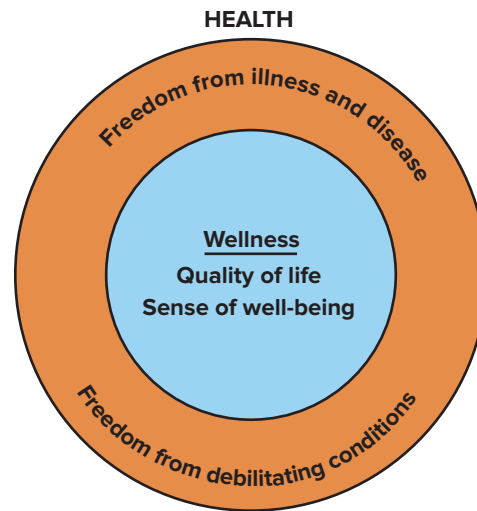 HEALTH
Freedom from illness and disease
Wellness
Quality of life
Sense of well-being
Freedom from debilitating conditions